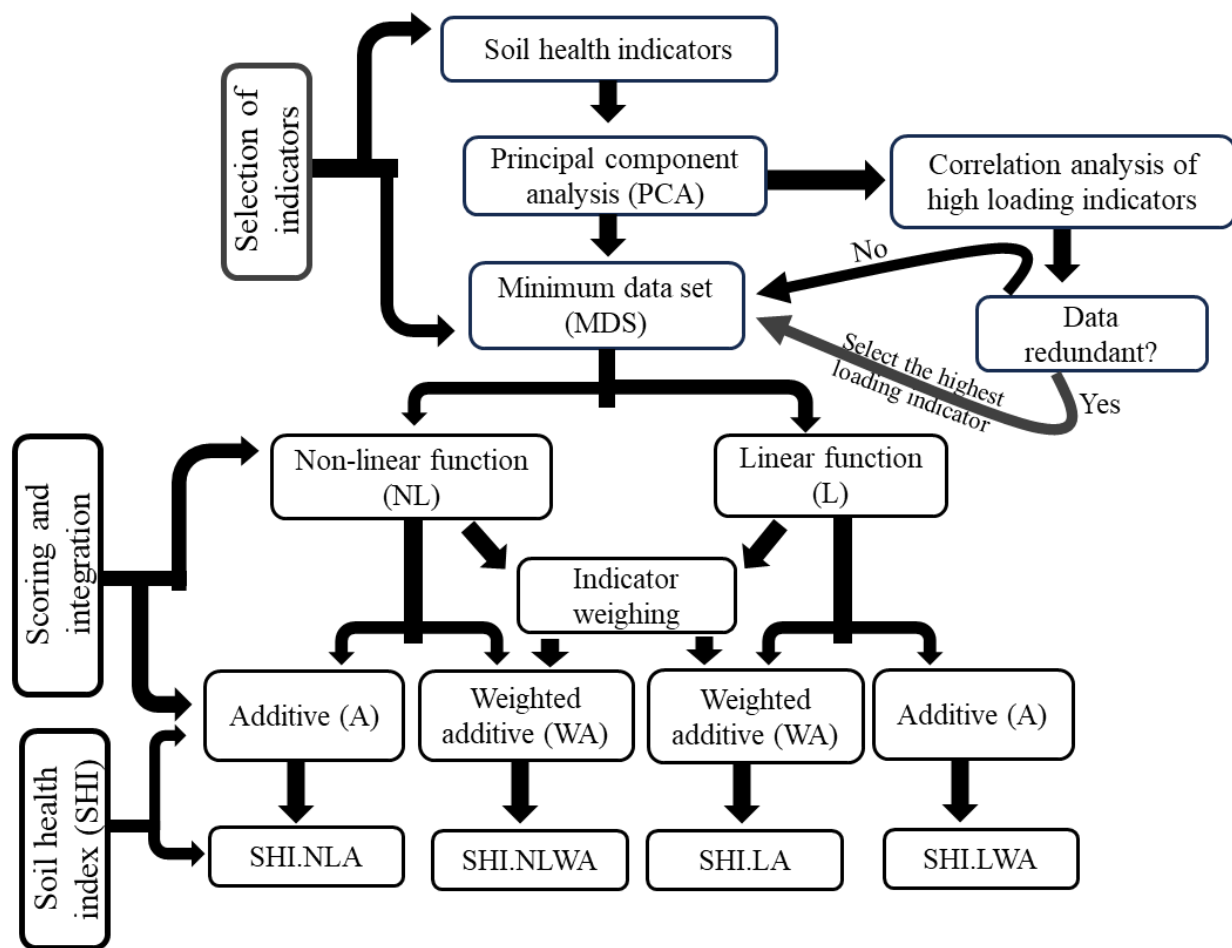 Soil health indicators
Selection of
indicators
Principal component
analysis (PCA)
Correlation analysis of
high loading indicators
No
Minimum data set
(MDS)
Data
redundant?
Select the highest
loading indicator
Yes
Scoring and
integration
Non-linear function
(NL)
Linear function
(L)
Indicator
weighing
Additive (A)
Weighted
additive (WA)
Weighted
additive (WA)
Additive (A)
Soil health
index (SHI)
SHI.NLA
SHI.NLWA
SHI.LA
SHI.LWA